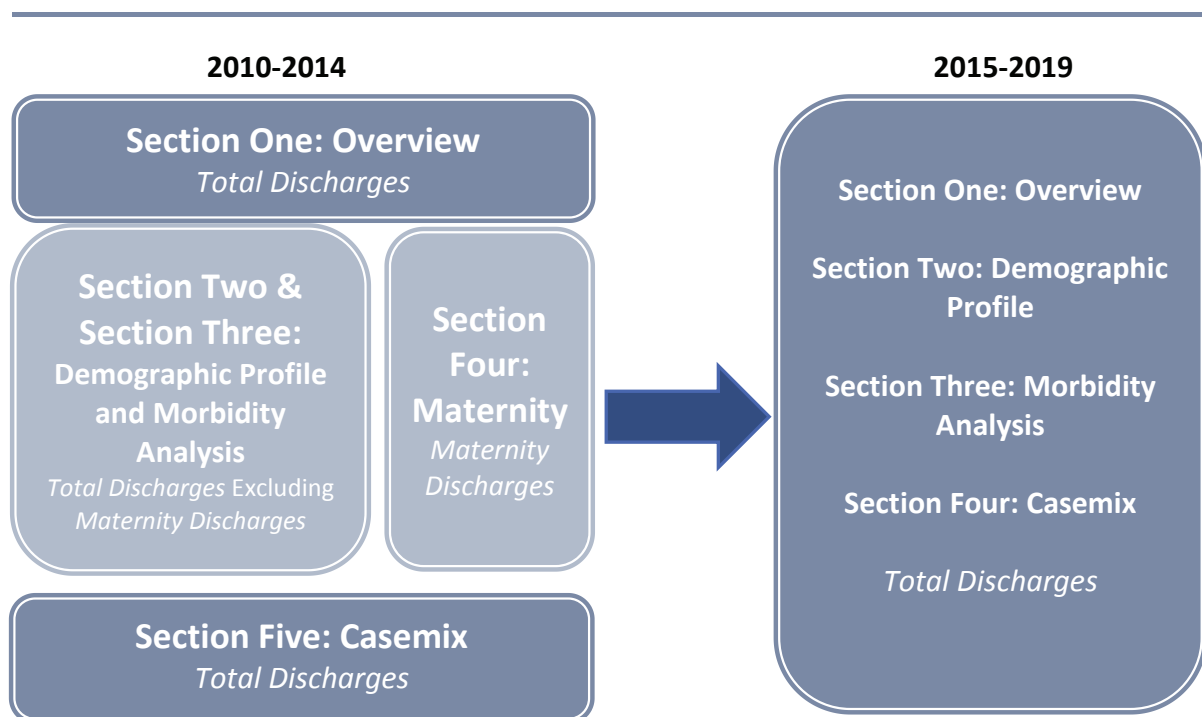 2010-2014
Section One: Overview
Total Discharges
Section Two &
Section Three:
Demographic Profile
and Morbidity
Analysis
Total Discharges Excluding
Maternity Discharges
Section
Four:
Maternity
Maternity
Discharges
Section Five: Casemix
Total Discharges
2015-2019
Section One: Overview
Section Two: Demographic
Profile
Section Three: Morbidity
Analysis
Section Four: Casemix
Total Discharges